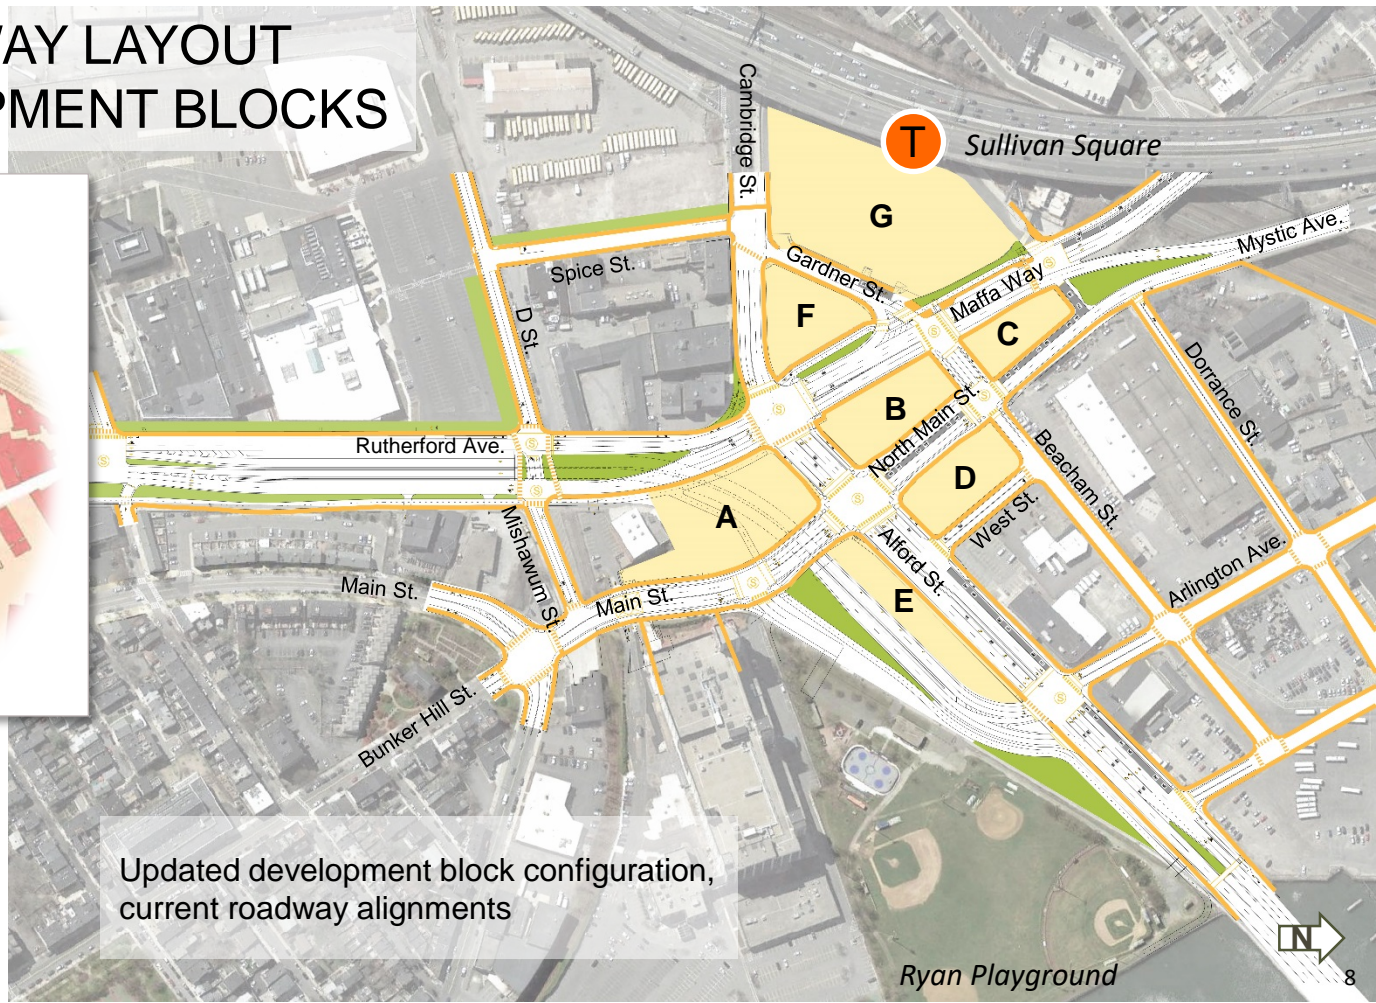 WAY LAYOUT
PMENT BLOCKS
Cambridge St.
T
Sullivan Square
G
Mystic Ave.
Spice St.
Gardner St.
Maffa Way
F
C
D St.
Dorrance St.
B
North Main St.
Rutherford Ave.
Beacham St.
D
A
West St.
Mishawum St.
Alford St.
Arlington Ave.
Main St.
Main St.
E
Bunker Hill St.
Updated development block configuration,
current roadway alignments
N
Ryan Playground
8